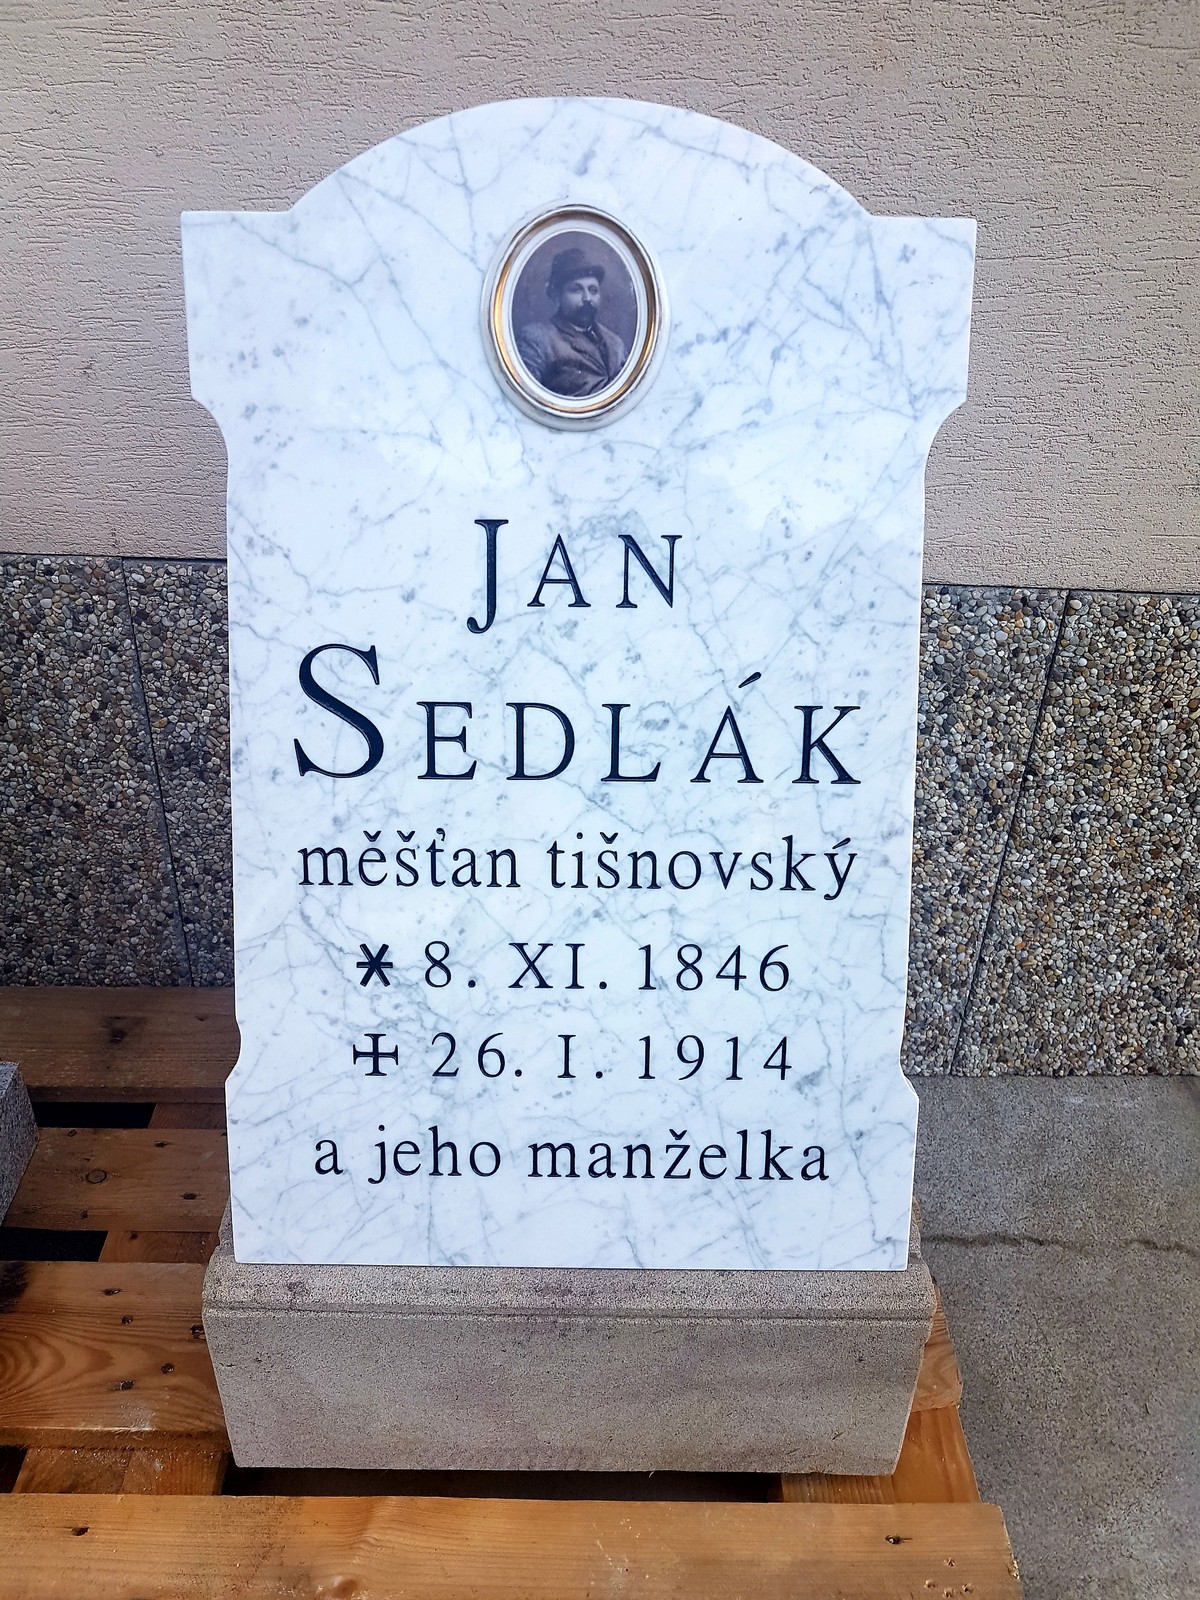 JAN
SEDLÁK
měšťan tišnovský
* 8. XI. 1846
✢ 26. I. 1914
a jeho manželka